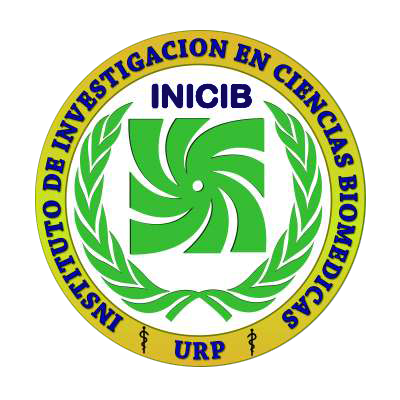 INSTITUTO DE INVESTIGACION EN CIENCIAS BIOMEDICAS
INICIB
URP